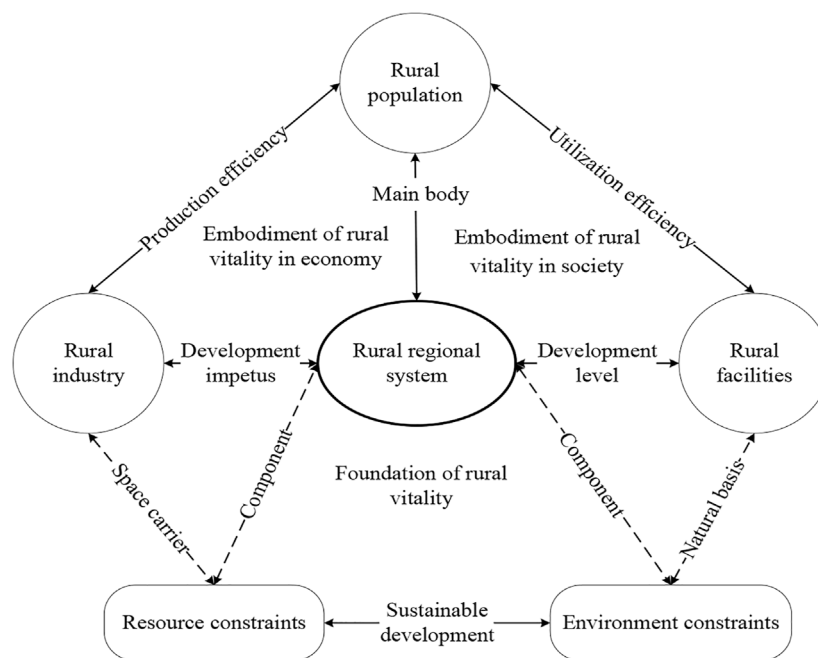 Rural
population
Production efficiency
Utilization efficiency
Main body
Embodiment of rural
vitality in economy
Embodiment of rural
vitality in society
Rural
industry
Development
impetus
Rural regional
system
Development
level
Rural
facilities
Space carrier
Component
Foundation of rural
vitality
Component
Natural basis
Resource constraints
Sustainable
development
Environment constraints